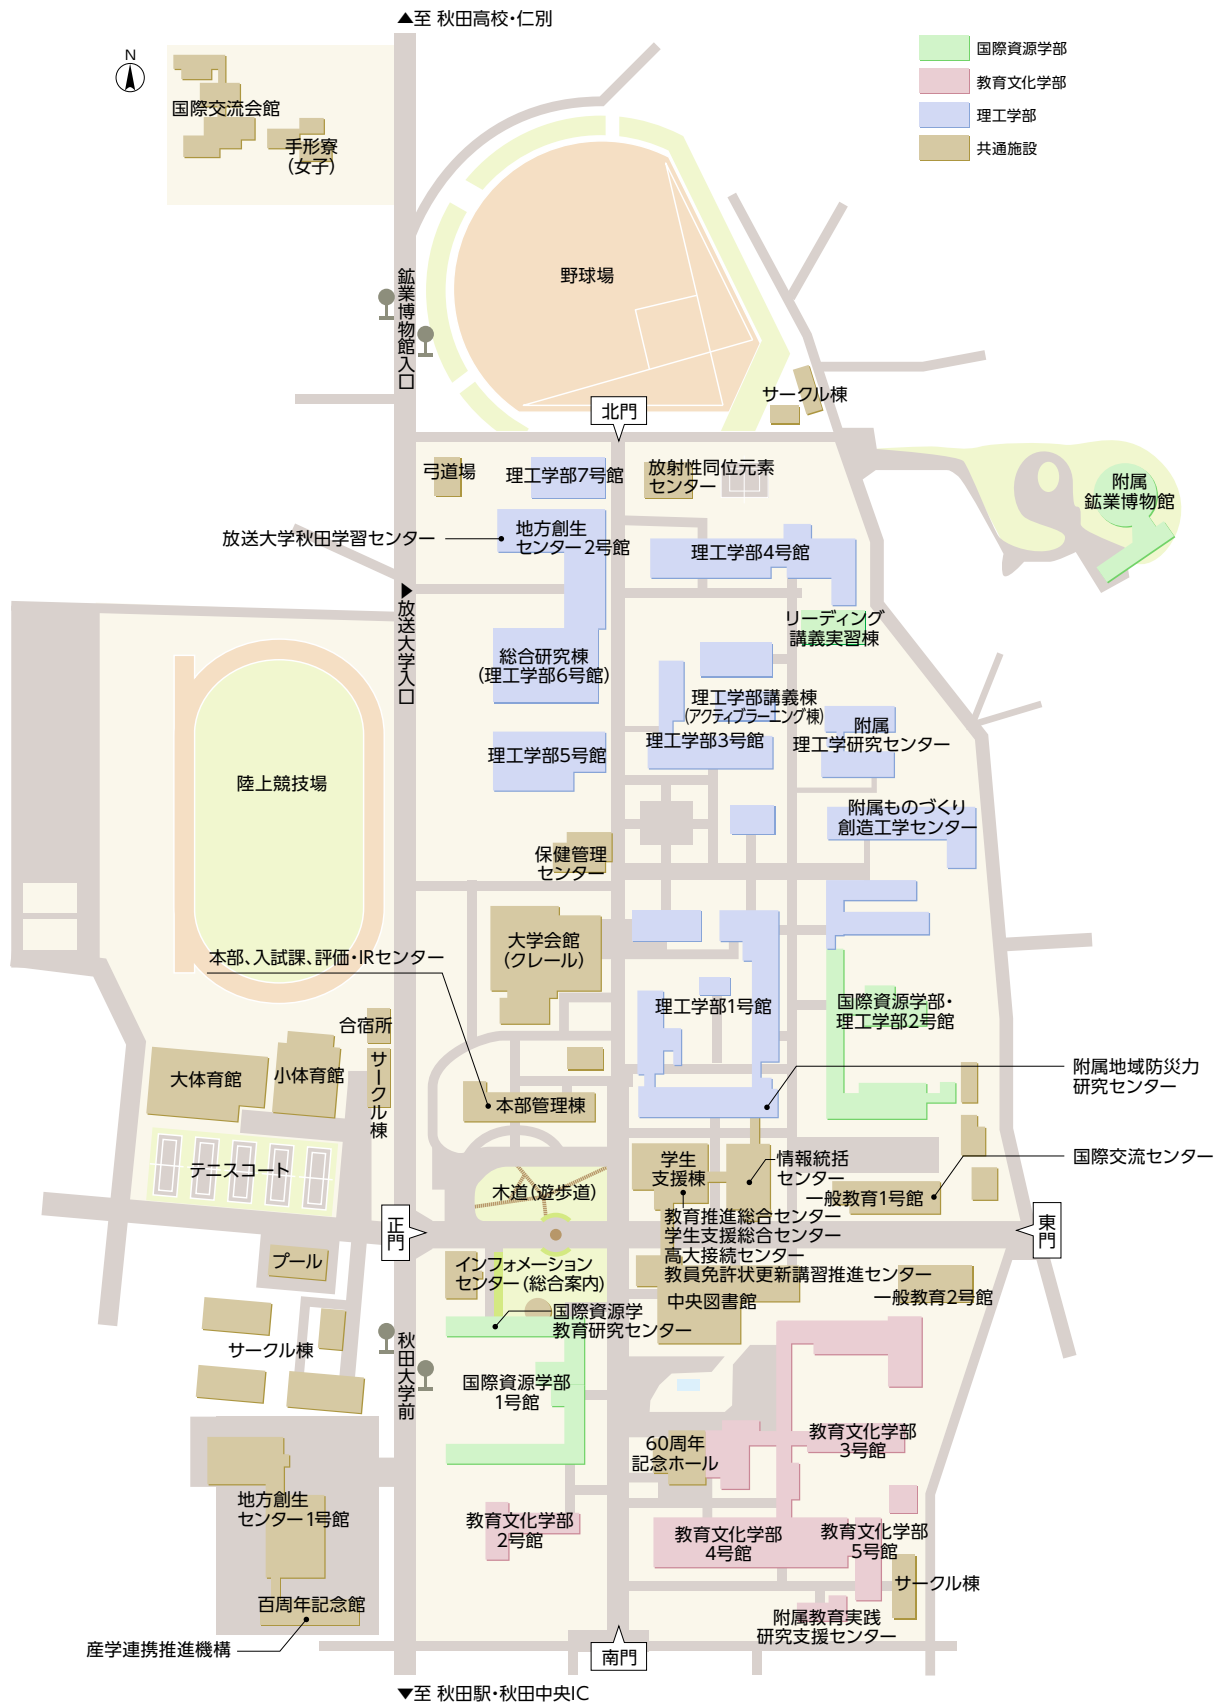 ▲至 秋田高校・仁別
N
国際資源学部
教育文化学部
理工学部
共通施設
国際交流会館
手形寮
(女子)
野球場
鉱業博物館入口
サークル棟
北門
弓道場
理工学部7号館
放射性同位元素
センター
附属
鉱業博物館
放送大学秋田学習センター
地方創生
センター2号館
理工学部4号館
▶放送大学入口
リーディング
講義実習棟
総合研究棟
(理工学部6号館)
理工学部講義棟
(アクティブラーニング棟)
理工学部3号館
附属
理工学研究センター
理工学部5号館
陸上競技場
附属ものづくり
創造工学センター
保健管理
センター
大学会館
(クレール)
本部、入試課、評価・IRセンター
理工学部1号館
国際資源学部・
理工学部2号館
合宿所
サークル棟
大体育館
小体育館
附属地域防災力
研究センター
本部管理棟
テニスコート
学生
支援棟
情報統括
センター
国際交流センター
木道(遊歩道)
一般教育1号館
正門
東門
教育推進総合センター
学生支援総合センター
高大接続センター
教員免許状更新講習推進センター
プール
インフォメーション
センター(総合案内)
中央図書館
一般教育2号館
国際資源学
教育研究センター
サークル棟
秋田大学前
国際資源学部
1号館
60周年
記念ホール
教育文化学部
3号館
地方創生
センター1号館
教育文化学部
2号館
教育文化学部
4号館
教育文化学部
5号館
サークル棟
百周年記念館
附属教育実践
研究支援センター
産学連携推進機構
南門
▼至 秋田駅・秋田中央IC